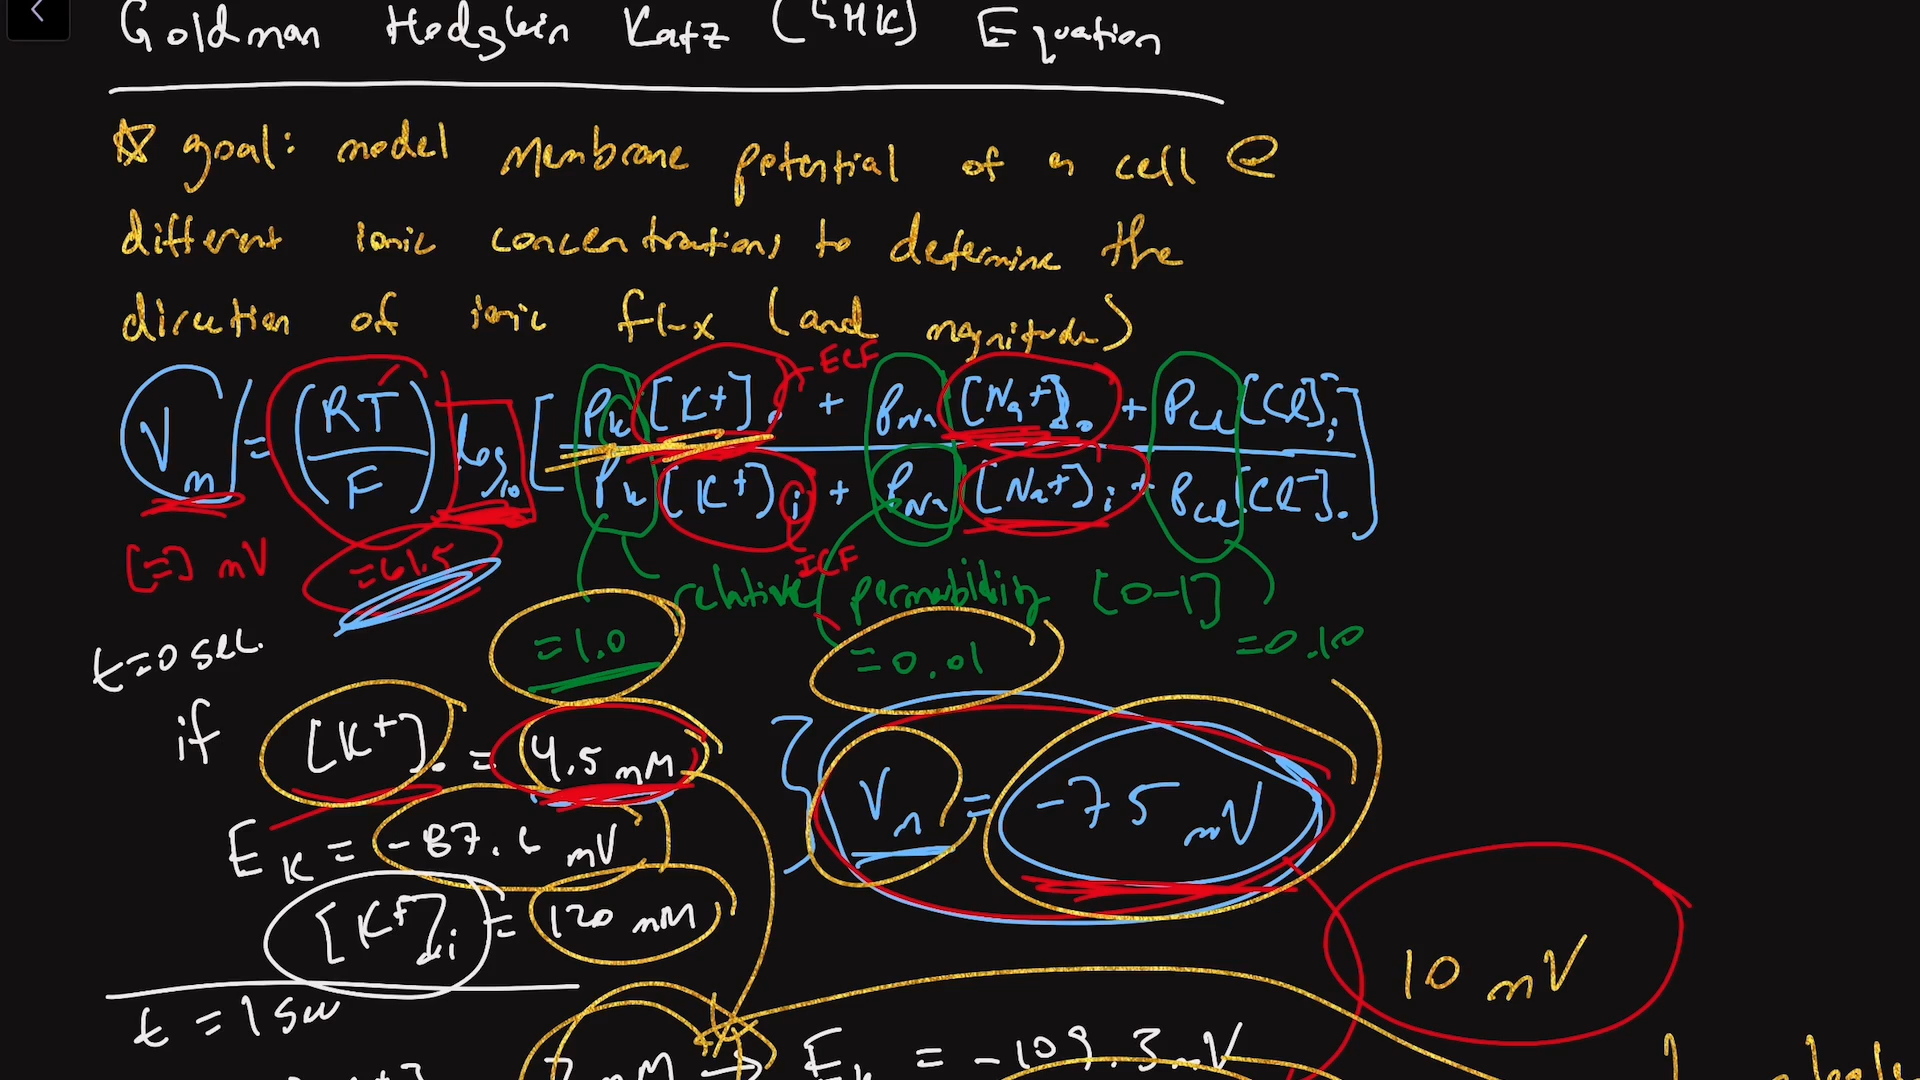 Goldman Hodgkin Katz (GHK) Equation
☆ goal: model membrane potential of a cell @
different ionic concentrations to determine the
direction of ionic flux (and magnitude)
ECF
Vm = (RT/F) log10 [ (PK [K+]o + PNa [Na+]o + PCl [Cl-]i) / (PK [K+]i + PNa [Na+]i + PCl [Cl-]o) ]
[=] mV
=61.5
ICF
relative permeability [0-1]
t=0 sec.
=1.0
=0.01
=0.10
if [K+]o = 4.5 mM
Vm = -75 mV
EK = -87.6 mV
[K+]i = 120 mM
10 mV
t = 1 sec
2 mM → EK = -109.3 mV